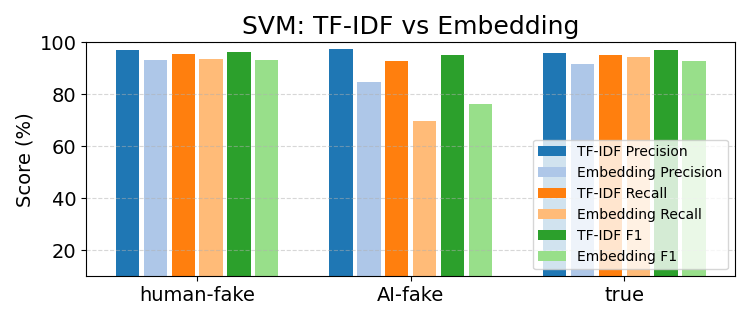 SVM: TF-IDF vs Embedding
Score (%)
100
80
60
40
20
human-fake
AI-fake
true
TF-IDF Precision
Embedding Precision
TF-IDF Recall
Embedding Recall
TF-IDF F1
Embedding F1